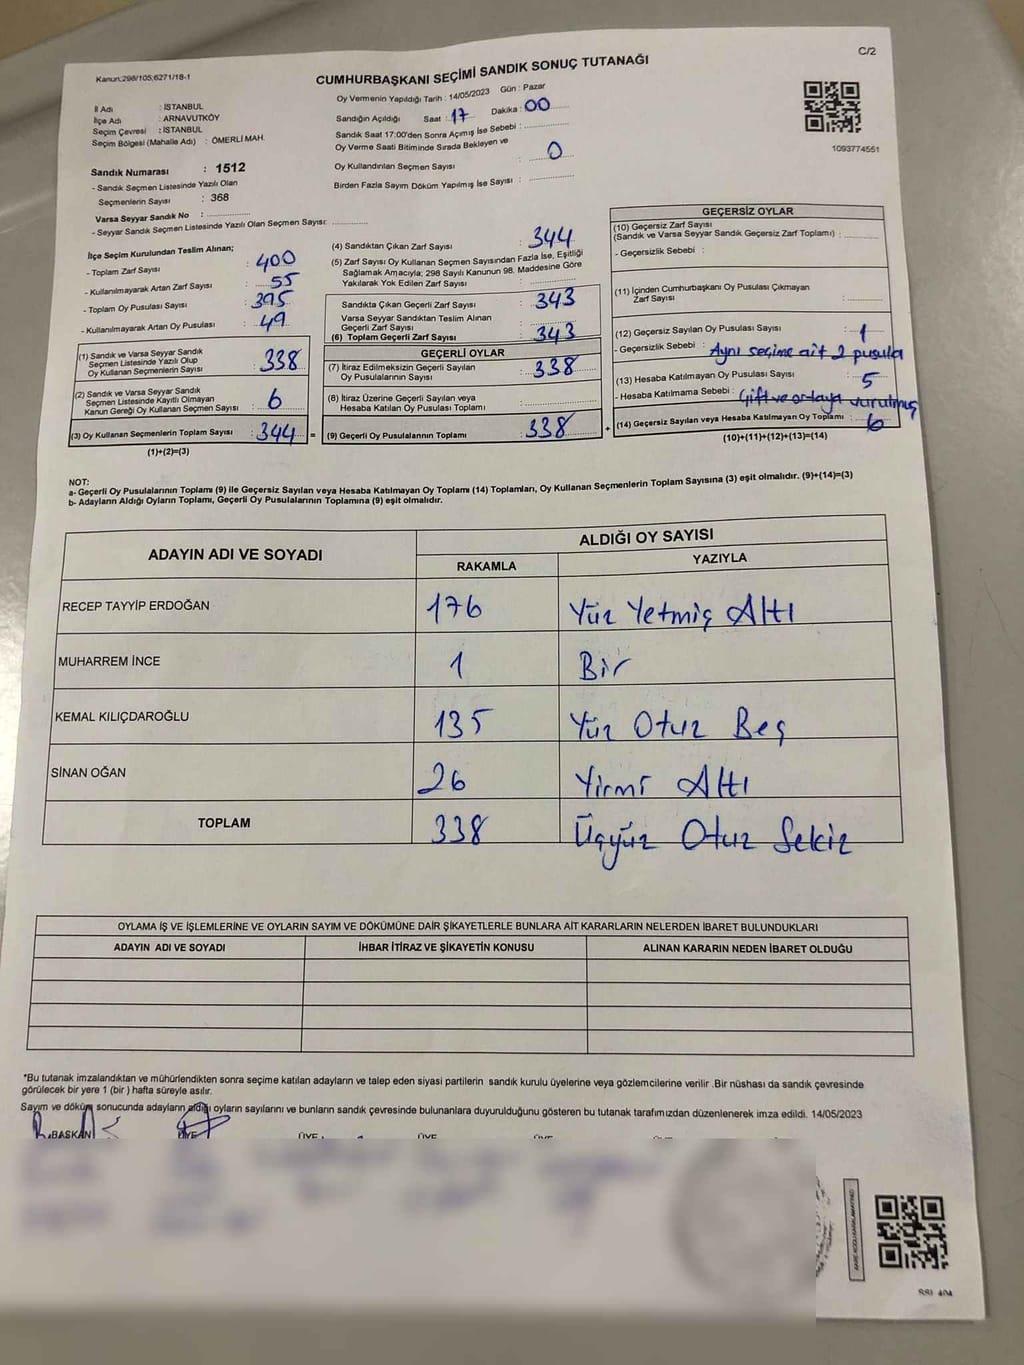 C/2
Kanun:298/105;6271/18-1
CUMHURBAŞKANI SEÇİMİ SANDIK SONUÇ TUTANAĞI
İl Adı : İSTANBUL
İlçe Adı : ARNAVUTKÖY
Seçim Çevresi : İSTANBUL
Seçim Bölgesi (Mahalle Adı) : ÖMERLİ MAH.
Oy Vermenin Yapıldığı Tarih : 14/05/2023 Gün : Pazar
Sandığın Açıldığı Saat : 17 Dakika : 00
Sandık Saat 17:00'den Sonra Açılmış İse Sebebi :
Oy Verme Saati Bitiminde Sırada Bekleyen ve
Oy Kullandırılan Seçmen Sayısı : 0
Birden Fazla Sayım Döküm Yapılmış İse Sayısı :
1093774551
Sandık Numarası : 1512
- Sandık Seçmen Listesinde Yazılı Olan
Seçmenlerin Sayısı : 368
Varsa Seyyar Sandık No :
- Seyyar Sandık Seçmen Listesinde Yazılı Olan Seçmen Sayısı:
İlçe Seçim Kurulundan Teslim Alınan;
- Toplam Zarf Sayısı : 400
- Kullanılmayarak Artan Zarf Sayısı : 55
- Toplam Oy Pusulası Sayısı : 395
- Kullanılmayarak Artan Oy Pusulası : 49
(1) Sandık ve Varsa Seyyar Sandık
Seçmen Listesinde Yazılı Olup
Oy Kullanan Seçmenlerin Sayısı : 338
(2) Sandık ve Varsa Seyyar Sandık
Seçmen Listesinde Kayıtlı Olmayan
Kanun Gereği Oy Kullanan Seçmen Sayısı : 6
(3) Oy Kullanan Seçmenlerin Toplam Sayısı : 344 =
(1)+(2)=(3)
(4) Sandıktan Çıkan Zarf Sayısı : 344
(5) Zarf Sayısı Oy Kullanan Seçmen Sayısından Fazla İse, Eşitliği
Sağlamak Amacıyla; 298 Sayılı Kanunun 98. Maddesine Göre
Yakılarak Yok Edilen Zarf Sayısı :
Sandıkta Çıkan Geçerli Zarf Sayısı : 343
Varsa Seyyar Sandıktan Teslim Alınan
Geçerli Zarf Sayısı :
(6) Toplam Geçerli Zarf Sayısı : 343
GEÇERLİ OYLAR
(7) İtiraz Edilmeksizin Geçerli Sayılan
Oy Pusulalarının Sayısı : 338
(8) İtiraz Üzerine Geçerli Sayılan veya
Hesaba Katılan Oy Pusulası Toplamı :
(9) Geçerli Oy Pusulalarının Toplamı : 338 +
GEÇERSİZ OYLAR
(10) Geçersiz Zarf Sayısı
(Sandık ve Varsa Seyyar Sandık Geçersiz Zarf Toplamı) :
- Geçersizlik Sebebi :
(11) İçinden Cumhurbaşkanı Oy Pusulası Çıkmayan
Zarf Sayısı :
(12) Geçersiz Sayılan Oy Pusulası Sayısı : 1
- Geçersizlik Sebebi : Aynı seçime ait 2 pusula
(13) Hesaba Katılmayan Oy Pusulası Sayısı : 5
- Hesaba Katılmama Sebebi : Çift ve ortaya vurulmuş
(14) Geçersiz Sayılan veya Hesaba Katılmayan Oy Toplamı : 6
(10)+(11)+(12)+(13)=(14)
NOT:
a- Geçerli Oy Pusulalarının Toplamı (9) ile Geçersiz Sayılan veya Hesaba Katılmayan Oy Toplamı (14) Toplamları, Oy Kullanan Seçmenlerin Toplam Sayısına (3) eşit olmalıdır. (9)+(14)=(3)
b- Adayların Aldığı Oyların Toplamı, Geçerli Oy Pusulalarının Toplamına (9) eşit olmalıdır.
ADAYIN ADI VE SOYADI
ALDIĞI OY SAYISI
RAKAMLA YAZIYLA
RECEP TAYYİP ERDOĞAN 176 Yüz Yetmiş Altı
MUHARREM İNCE 1 Bir
KEMAL KILIÇDAROĞLU 135 Yüz Otuz Beş
SİNAN OĞAN 26 Yirmi Altı
TOPLAM 338 Üçyüz Otuz Sekiz
OYLAMA İŞ VE İŞLEMLERİNE VE OYLARIN SAYIM VE DÖKÜMÜNE DAİR ŞİKAYETLERLE BUNLARA AİT KARARLARIN NELERDEN İBARET BULUNDUKLARI
ADAYIN ADI VE SOYADI İHBAR İTİRAZ VE ŞİKAYETİN KONUSU ALINAN KARARIN NEDEN İBARET OLDUĞU
*Bu tutanak imzalandıktan ve mühürlendikten sonra seçime katılan adayların ve talep eden siyasi partilerin sandık kurulu üyelerine veya gözlemcilerine verilir .Bir nüshası da sandık çevresinde
görülecek bir yere 1 (bir ) hafta süreyle asılır.
Sayım ve döküm sonucunda adayların aldığı oyların sayılarını ve bunların sandık çevresinde bulunanlara duyurulduğunu gösteren bu tutanak tarafımızdan düzenlenerek imza edildi. 14/05/2023
BAŞKAN ÜYE ÜYE ÜYE